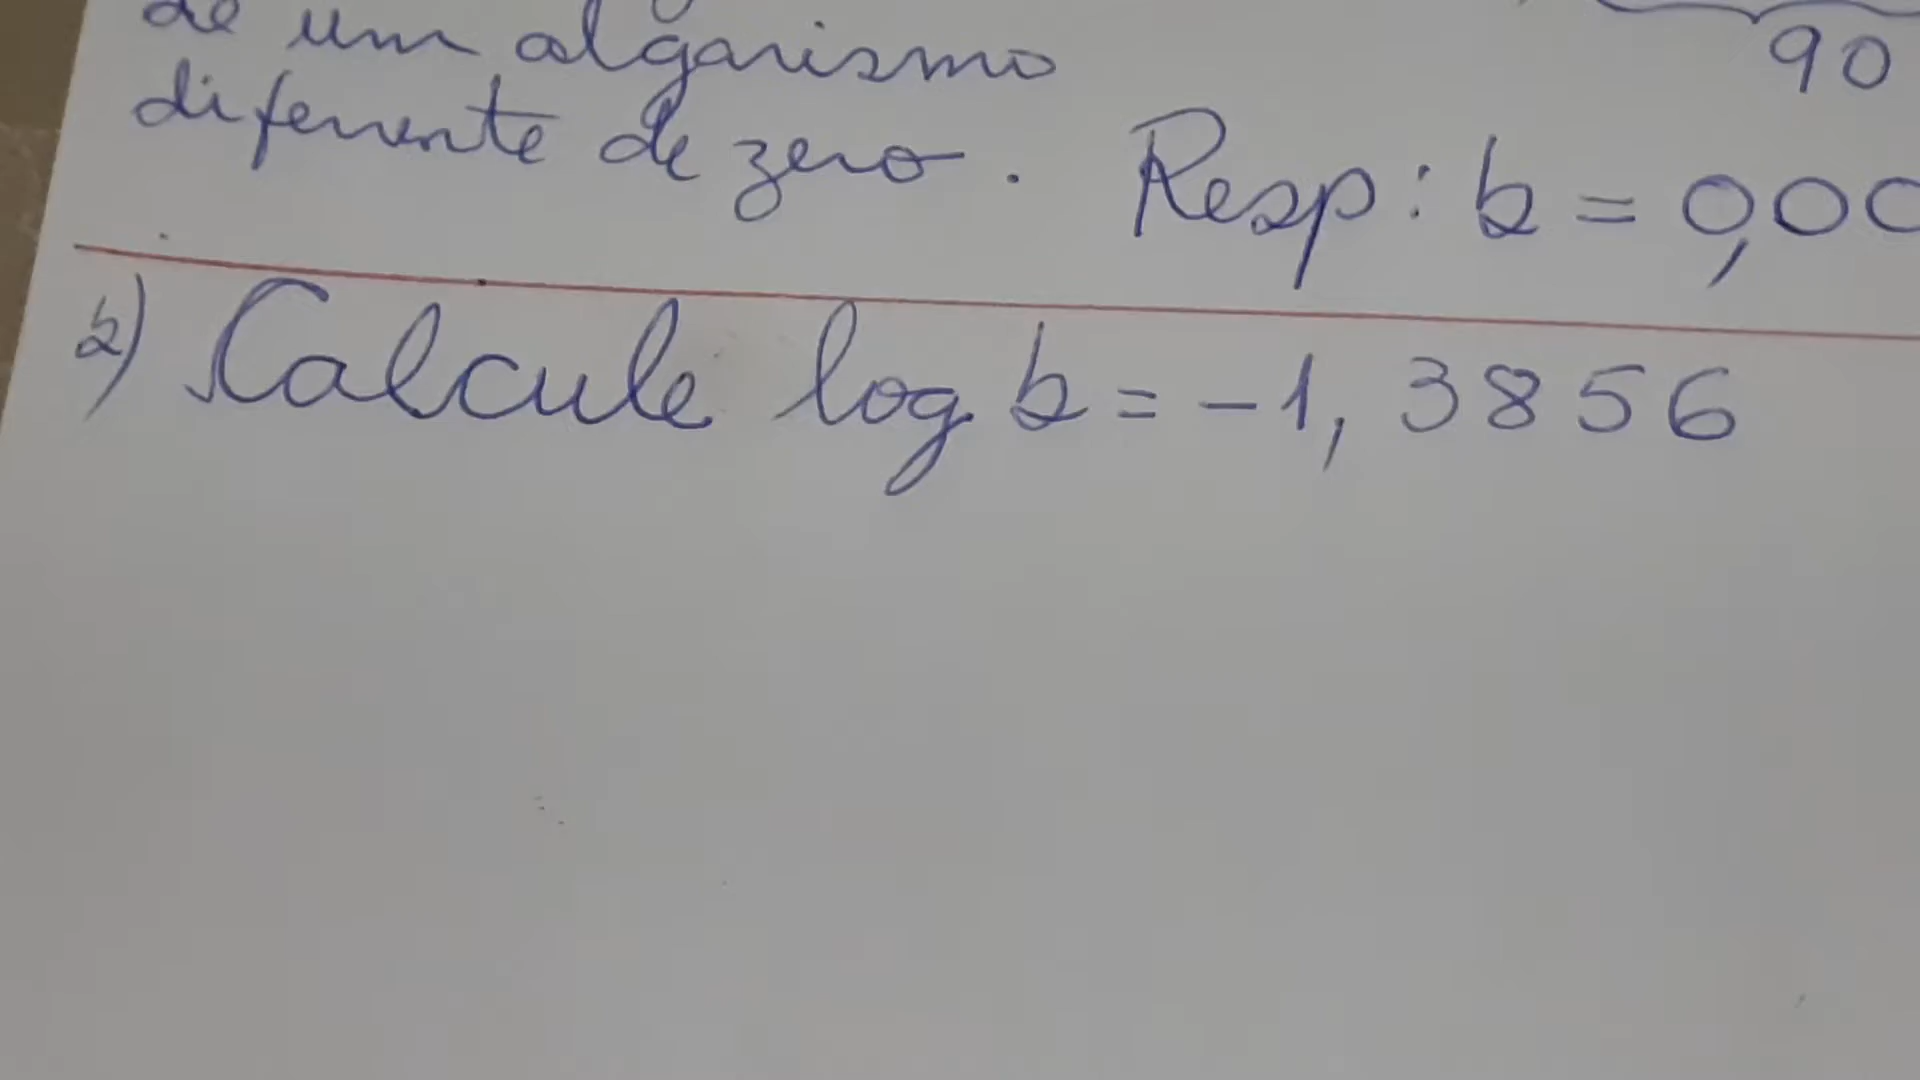 de um algarismo
90
diferente de zero. Resp: b = 0,00
2) Calcule log b = -1,3856